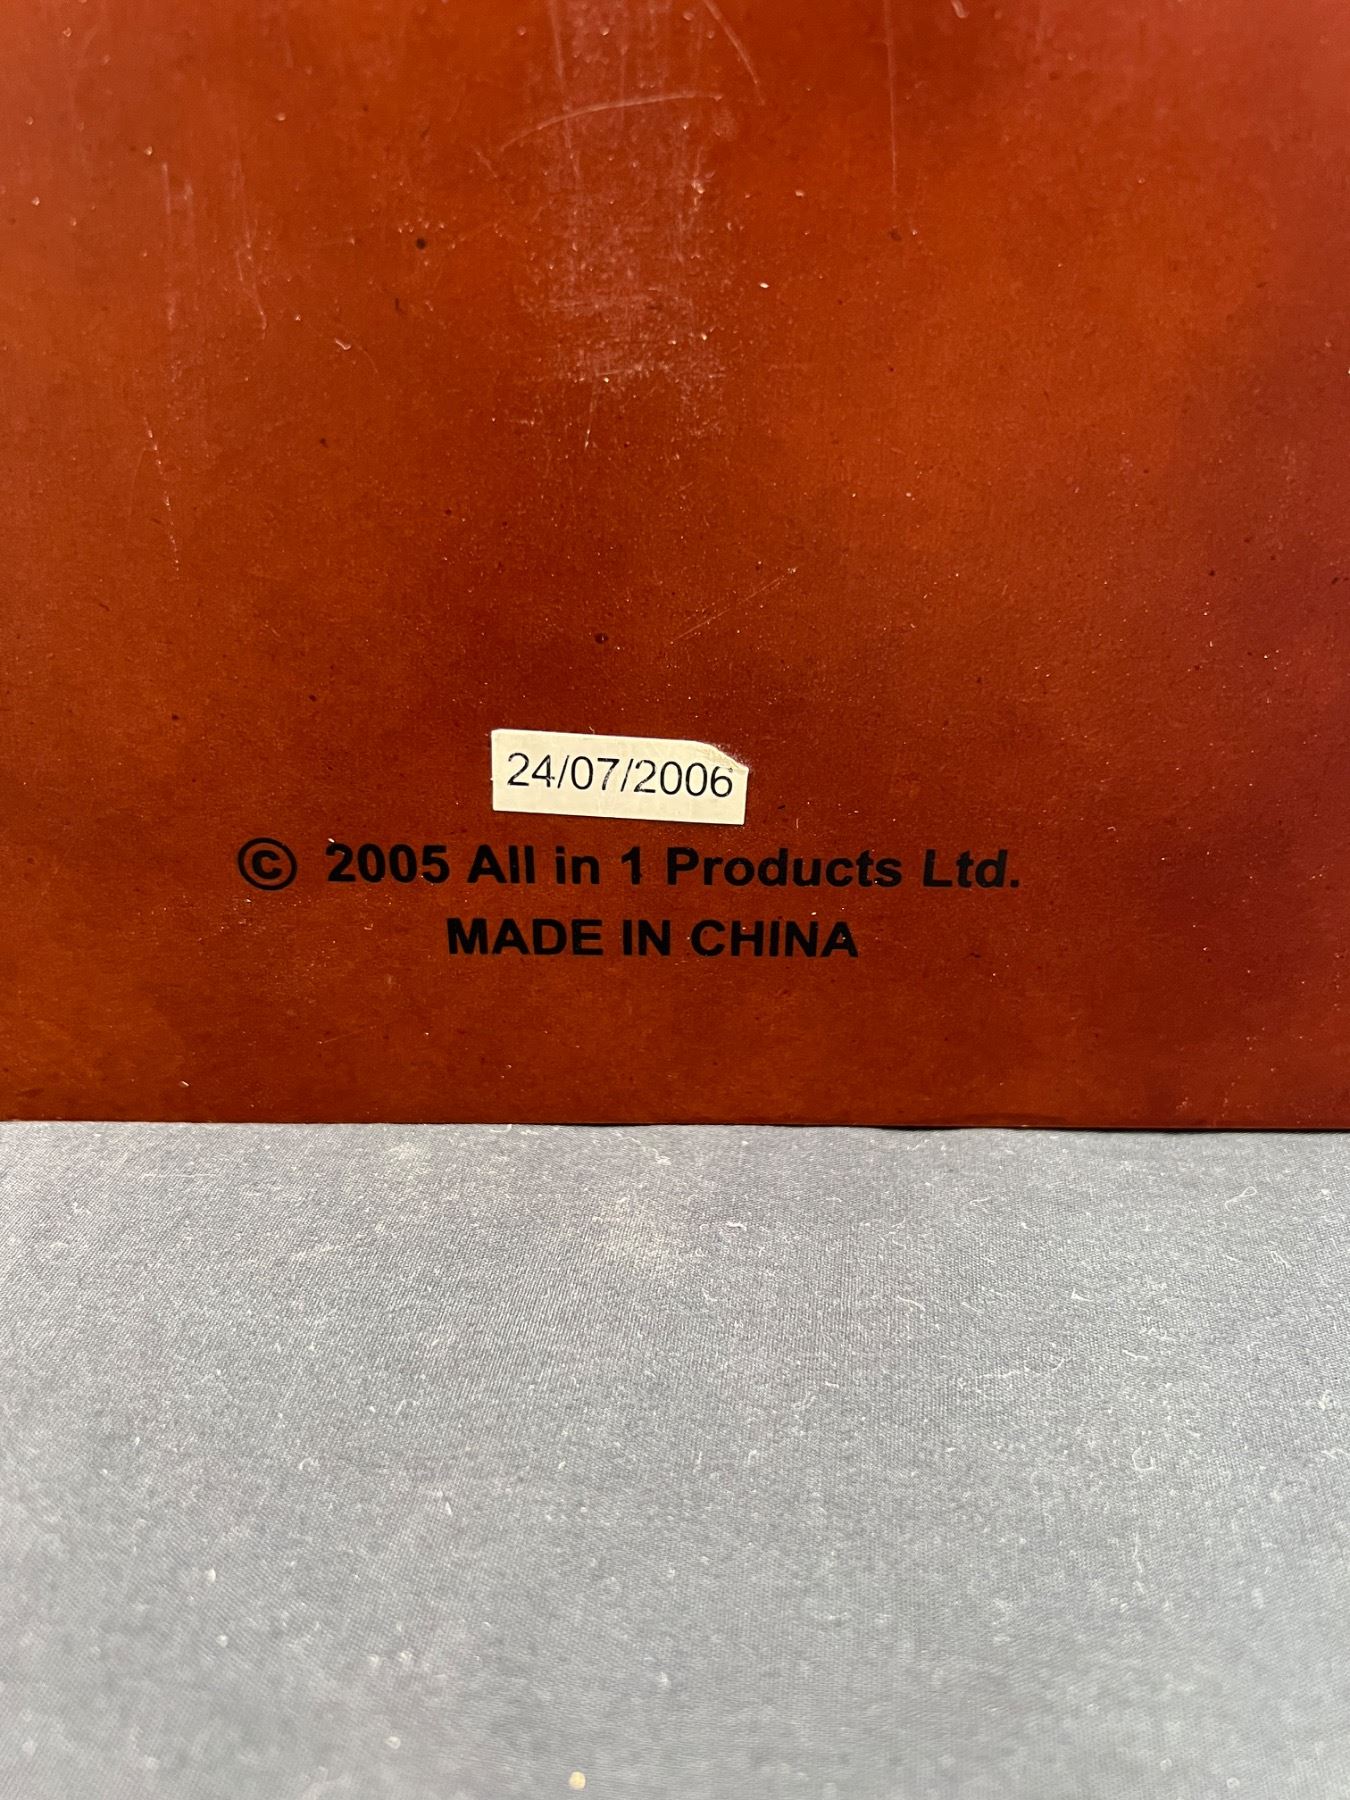 24/07/2006
© 2005 All in 1 Products Ltd.
MADE IN CHINA